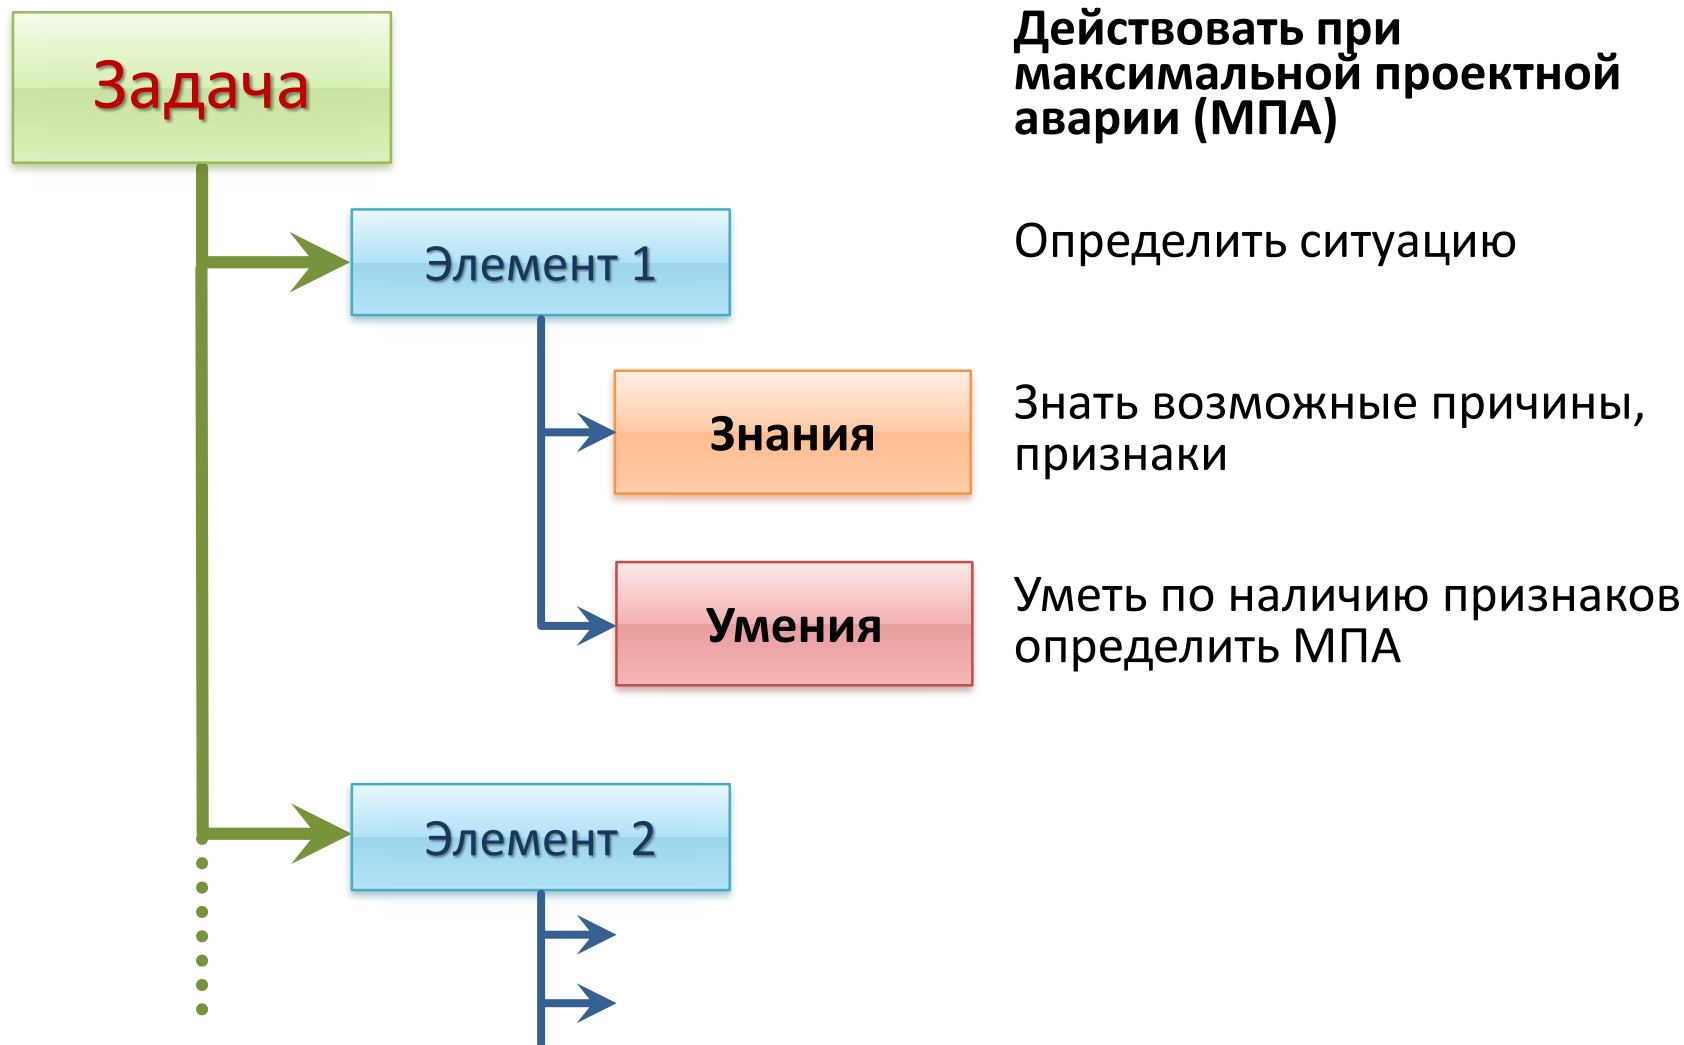 Задача
Действовать при
максимальной проектной
аварии (МПА)
Элемент 1
Определить ситуацию
Знания
Знать возможные причины,
признаки
Умения
Уметь по наличию признаков
определить МПА
Элемент 2